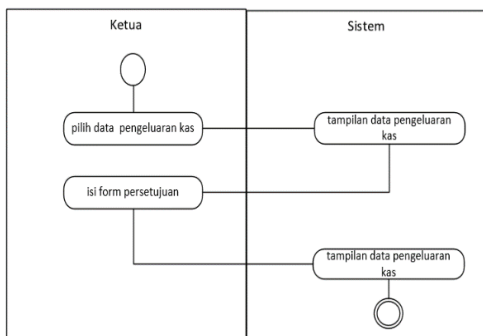 Ketua
Sistem
pilih data pengeluaran kas
tampilan data pengeluaran
kas
isi form persetujuan
tampilan data pengeluaran
kas